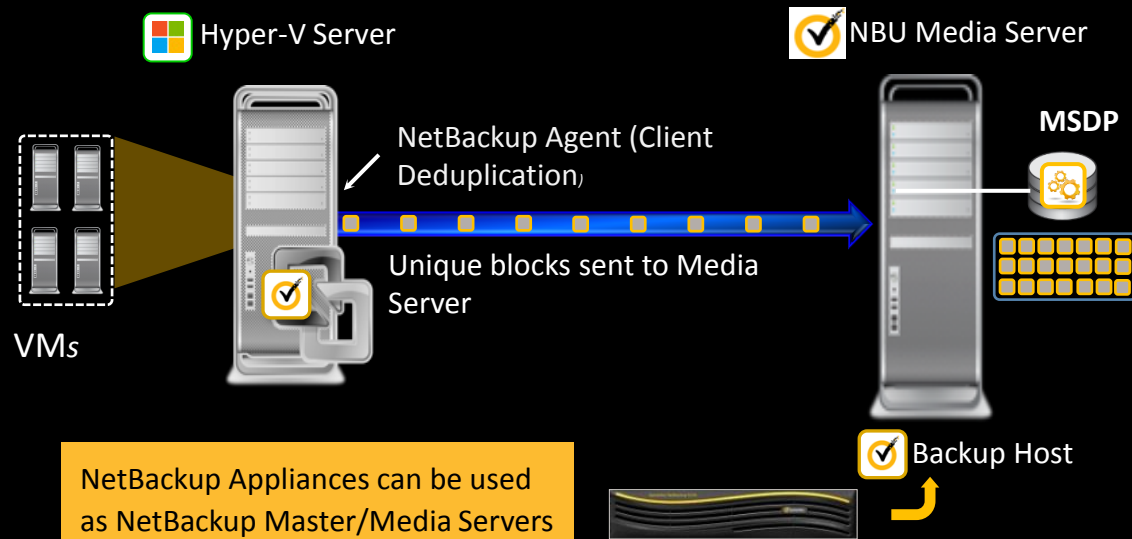 Hyper-V Server
NBU Media Server
MSDP
NetBackup Agent (Client
Deduplication)
Unique blocks sent to Media
Server
VMs
Backup Host
NetBackup Appliances can be used
as NetBackup Master/Media Servers